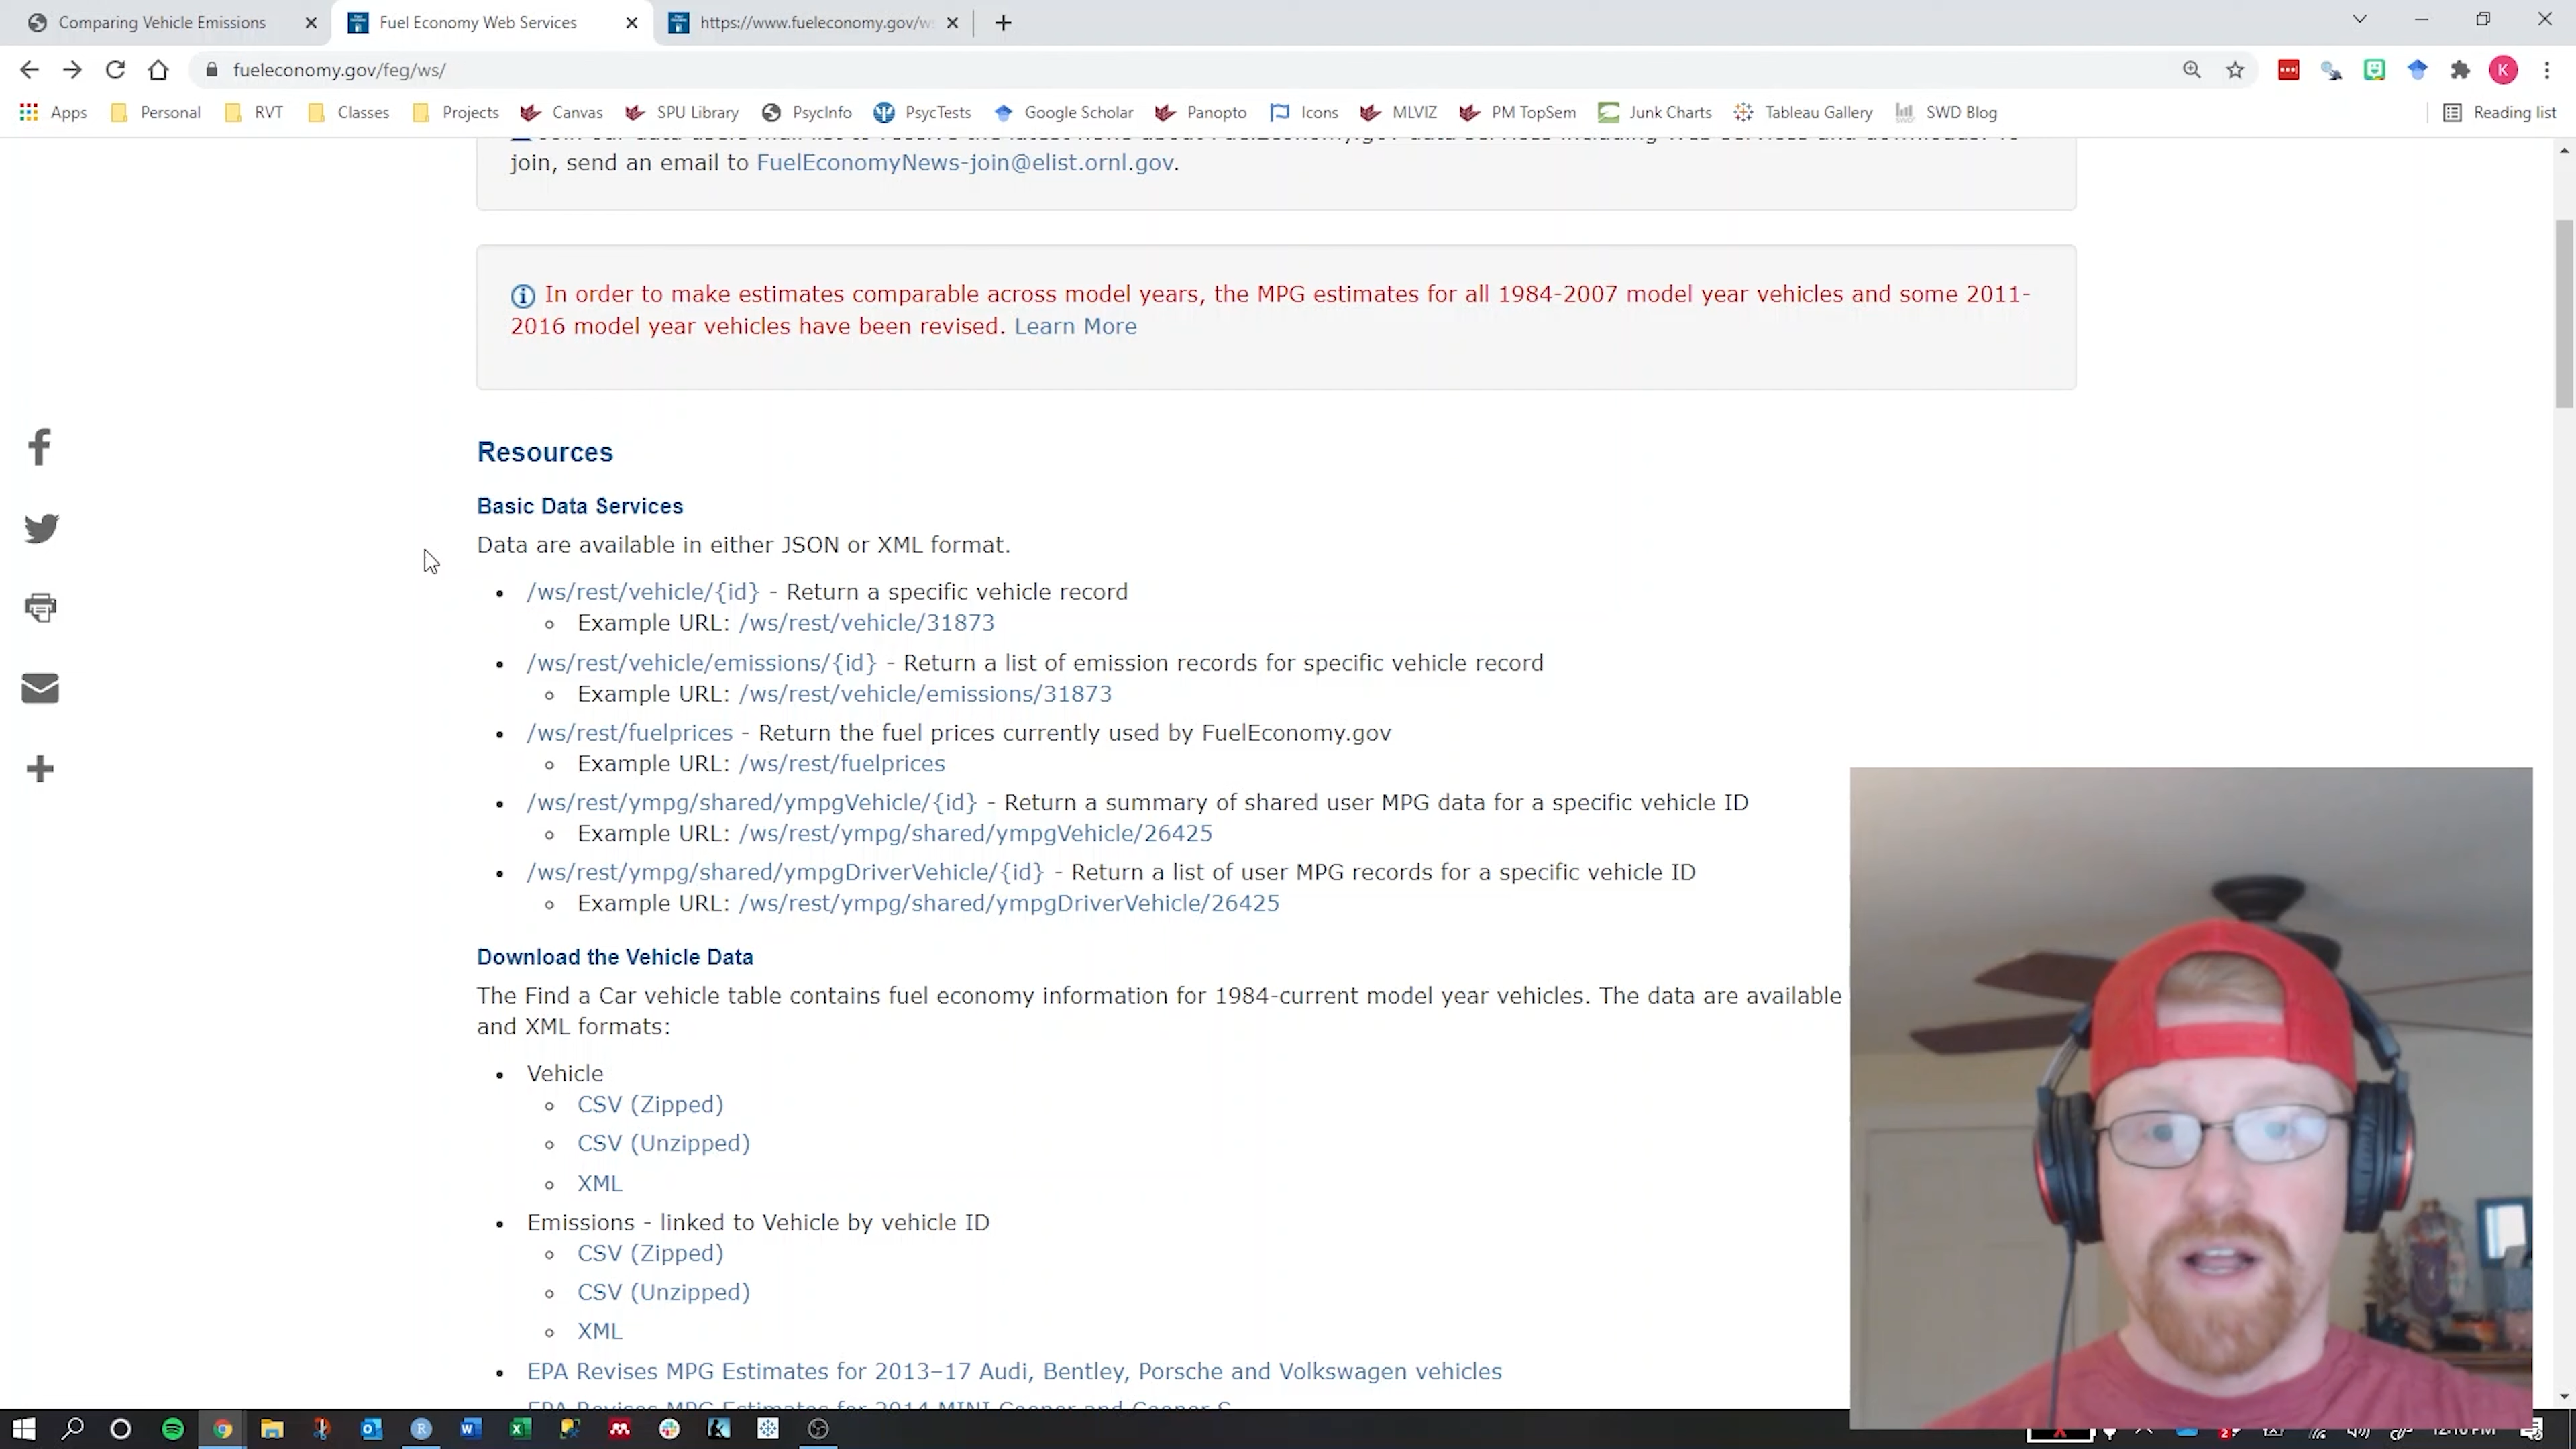 Comparing Vehicle Emissions
Fuel Economy Web Services
https://www.fueleconomy.gov/w
fueleconomy.gov/feg/ws/
K
Apps Personal RVT Classes Projects Canvas SPU Library PsycInfo PsycTests Google Scholar Panopto Icons MLVIZ PM TopSem Junk Charts Tableau Gallery SWD Blog Reading list
join, send an email to FuelEconomyNews-join@elist.ornl.gov.
In order to make estimates comparable across model years, the MPG estimates for all 1984-2007 model year vehicles and some 2011-
2016 model year vehicles have been revised. Learn More
Resources
Basic Data Services
Data are available in either JSON or XML format.
/ws/rest/vehicle/{id} - Return a specific vehicle record
Example URL: /ws/rest/vehicle/31873
/ws/rest/vehicle/emissions/{id} - Return a list of emission records for specific vehicle record
Example URL: /ws/rest/vehicle/emissions/31873
/ws/rest/fuelprices - Return the fuel prices currently used by FuelEconomy.gov
Example URL: /ws/rest/fuelprices
/ws/rest/ympg/shared/ympgVehicle/{id} - Return a summary of shared user MPG data for a specific vehicle ID
Example URL: /ws/rest/ympg/shared/ympgVehicle/26425
/ws/rest/ympg/shared/ympgDriverVehicle/{id} - Return a list of user MPG records for a specific vehicle ID
Example URL: /ws/rest/ympg/shared/ympgDriverVehicle/26425
Download the Vehicle Data
The Find a Car vehicle table contains fuel economy information for 1984-current model year vehicles. The data are available
and XML formats:
Vehicle
CSV (Zipped)
CSV (Unzipped)
XML
Emissions - linked to Vehicle by vehicle ID
CSV (Zipped)
CSV (Unzipped)
XML
EPA Revises MPG Estimates for 2013–17 Audi, Bentley, Porsche and Volkswagen vehicles
EPA Revises MPG Estimates for 2014 MINI Cooper and Cooper S